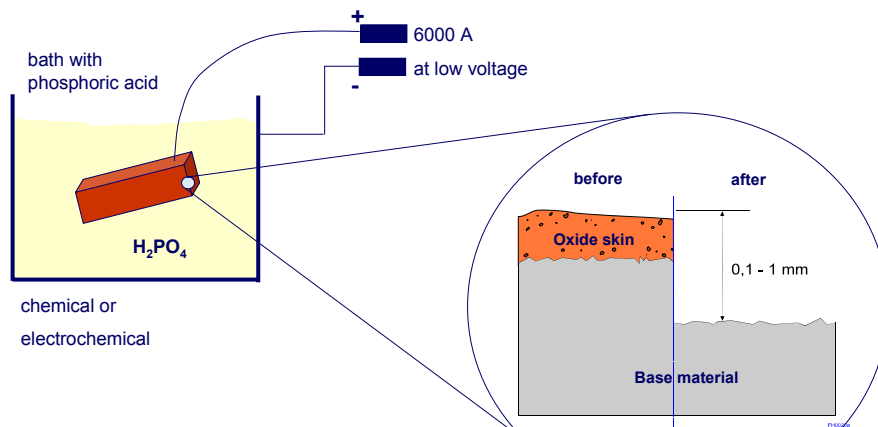 +
6000 A
bath with
phosphoric acid
at low voltage
-
before
after
Oxide skin
H₂PO₄
0,1 - 1 mm
chemical or
electrochemical
Base material